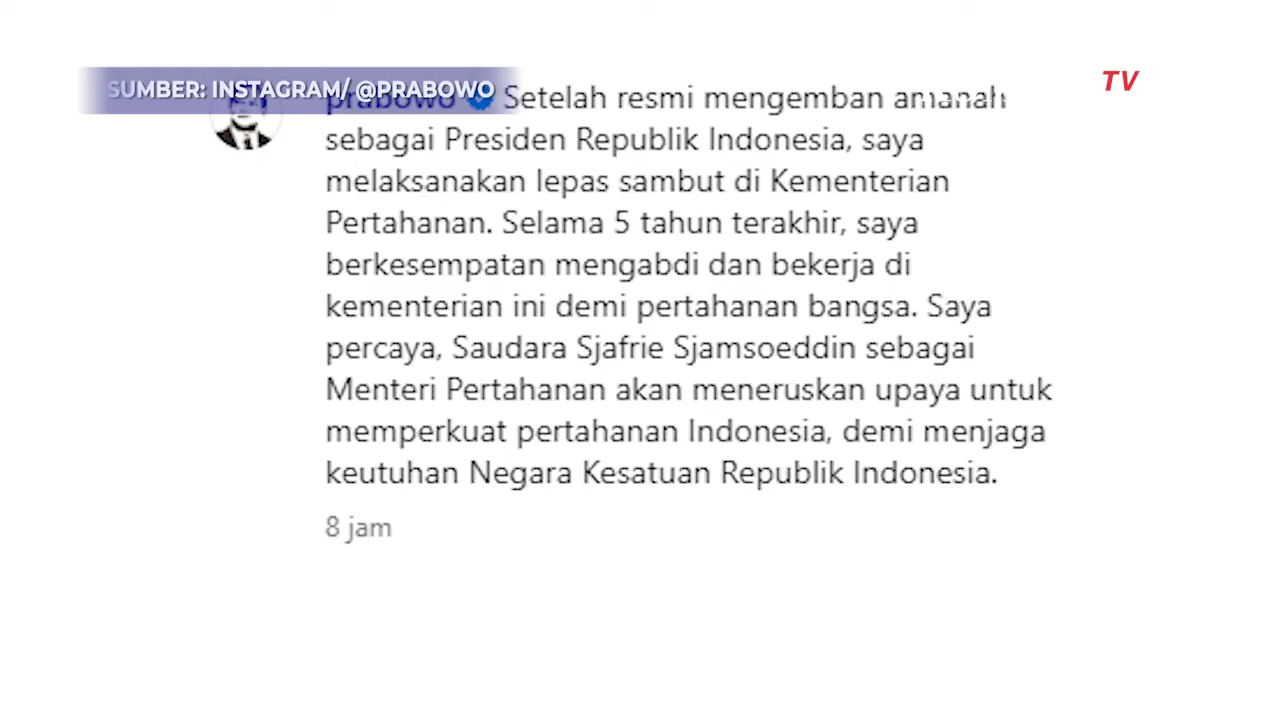 SUMBER: INSTAGRAM/ @PRABOWO
TV
prabowo Setelah resmi mengemban amanah
sebagai Presiden Republik Indonesia, saya
melaksanakan lepas sambut di Kementerian
Pertahanan. Selama 5 tahun terakhir, saya
berkesempatan mengabdi dan bekerja di
kementerian ini demi pertahanan bangsa. Saya
percaya, Saudara Sjafrie Sjamsoeddin sebagai
Menteri Pertahanan akan meneruskan upaya untuk
memperkuat pertahanan Indonesia, demi menjaga
keutuhan Negara Kesatuan Republik Indonesia.
8 jam